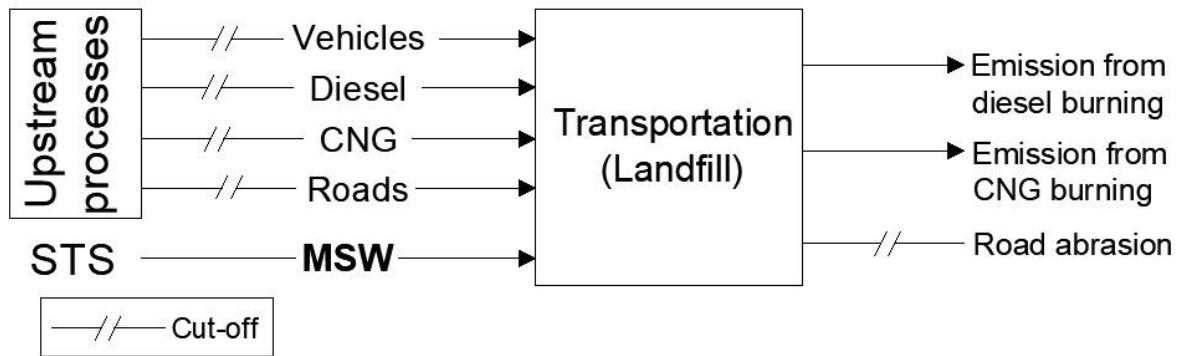 Upstream
processes
Vehicles
Diesel
CNG
Roads
STS
MSW
Transportation
(Landfill)
Emission from
diesel burning
Emission from
CNG burning
Road abrasion
Cut-off